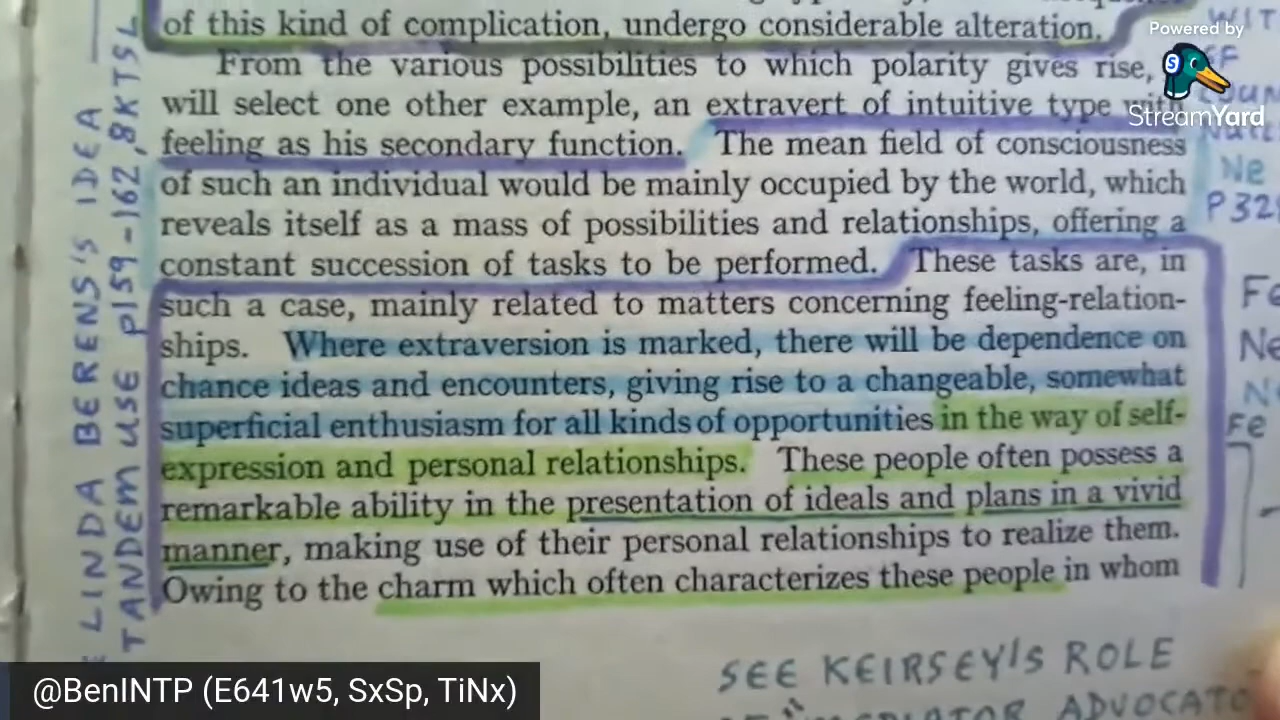 of this kind of complication, undergo considerable alteration.
From the various possibilities to which polarity gives rise,
will select one other example, an extravert of intuitive type with
feeling as his secondary function. The mean field of consciousness
of such an individual would be mainly occupied by the world, which
reveals itself as a mass of possibilities and relationships, offering a
constant succession of tasks to be performed. These tasks are, in
such a case, mainly related to matters concerning feeling-relation-
ships. Where extraversion is marked, there will be dependence on
chance ideas and encounters, giving rise to a changeable, somewhat
superficial enthusiasm for all kinds of opportunities in the way of self-
expression and personal relationships. These people often possess a
remarkable ability in the presentation of ideals and plans in a vivid
manner, making use of their personal relationships to realize them.
Owing to the charm which often characterizes these people in whom
LINDA BERENS'S IDEA
TANDEM USE p159-162, 8KTSL
Ne
P32
Fe
Ne
Fe
SEE KEIRSEY'S ROLE
MEDIATOR ADVOCATO
Powered by
StreamYard
@BenINTP (E641w5, SxSp, TiNx)